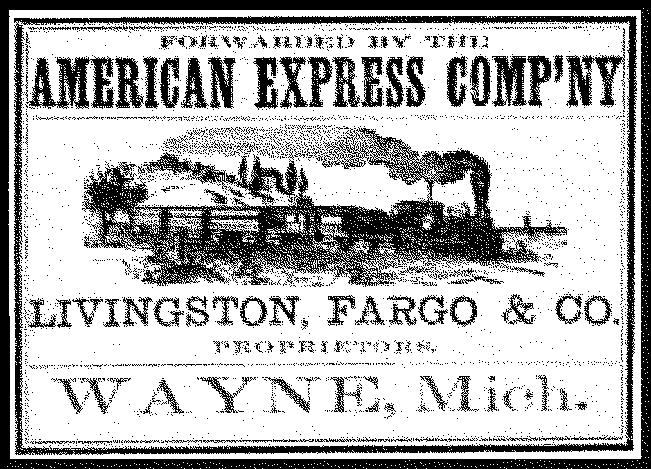 FORWARDED BY THE
AMERICAN EXPRESS COMP'NY
LIVINGSTON, FARGO & CO.
PROPRIETORS.
WAYNE, Mich.